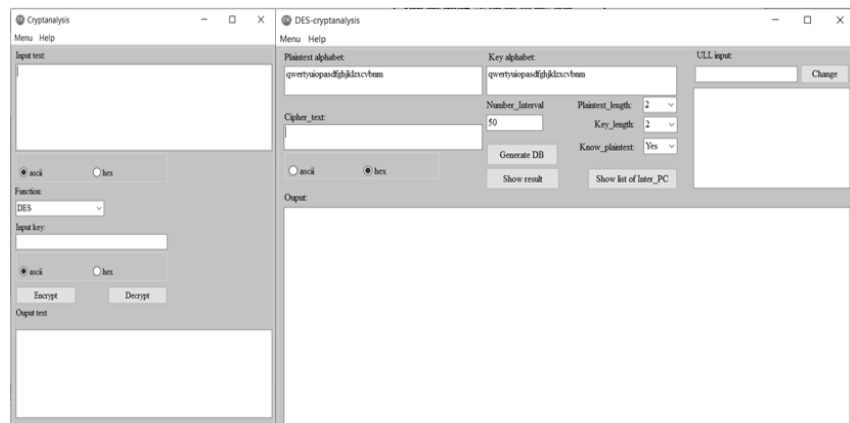 Cryptanalysis
Menu Help
Input text:
ascii hex
Function:
DES
Input key:
ascii hex
Encrypt Decrypt
Ouput text
DES-cryptanalysis
Menu Help
Plaintext alphabet: Key alphabet: ULL input:
qwertyuiopasdfghjklzxcvbnm qwertyuiopasdfghjklzxcvbnm Change
Number_Interval Plaintext_length: 2
Cipher_text: 50 Key_length: 2
Know_plaintext: Yes
Generate DB
ascii hex Show result Show list of Inter_PC
Ouput: